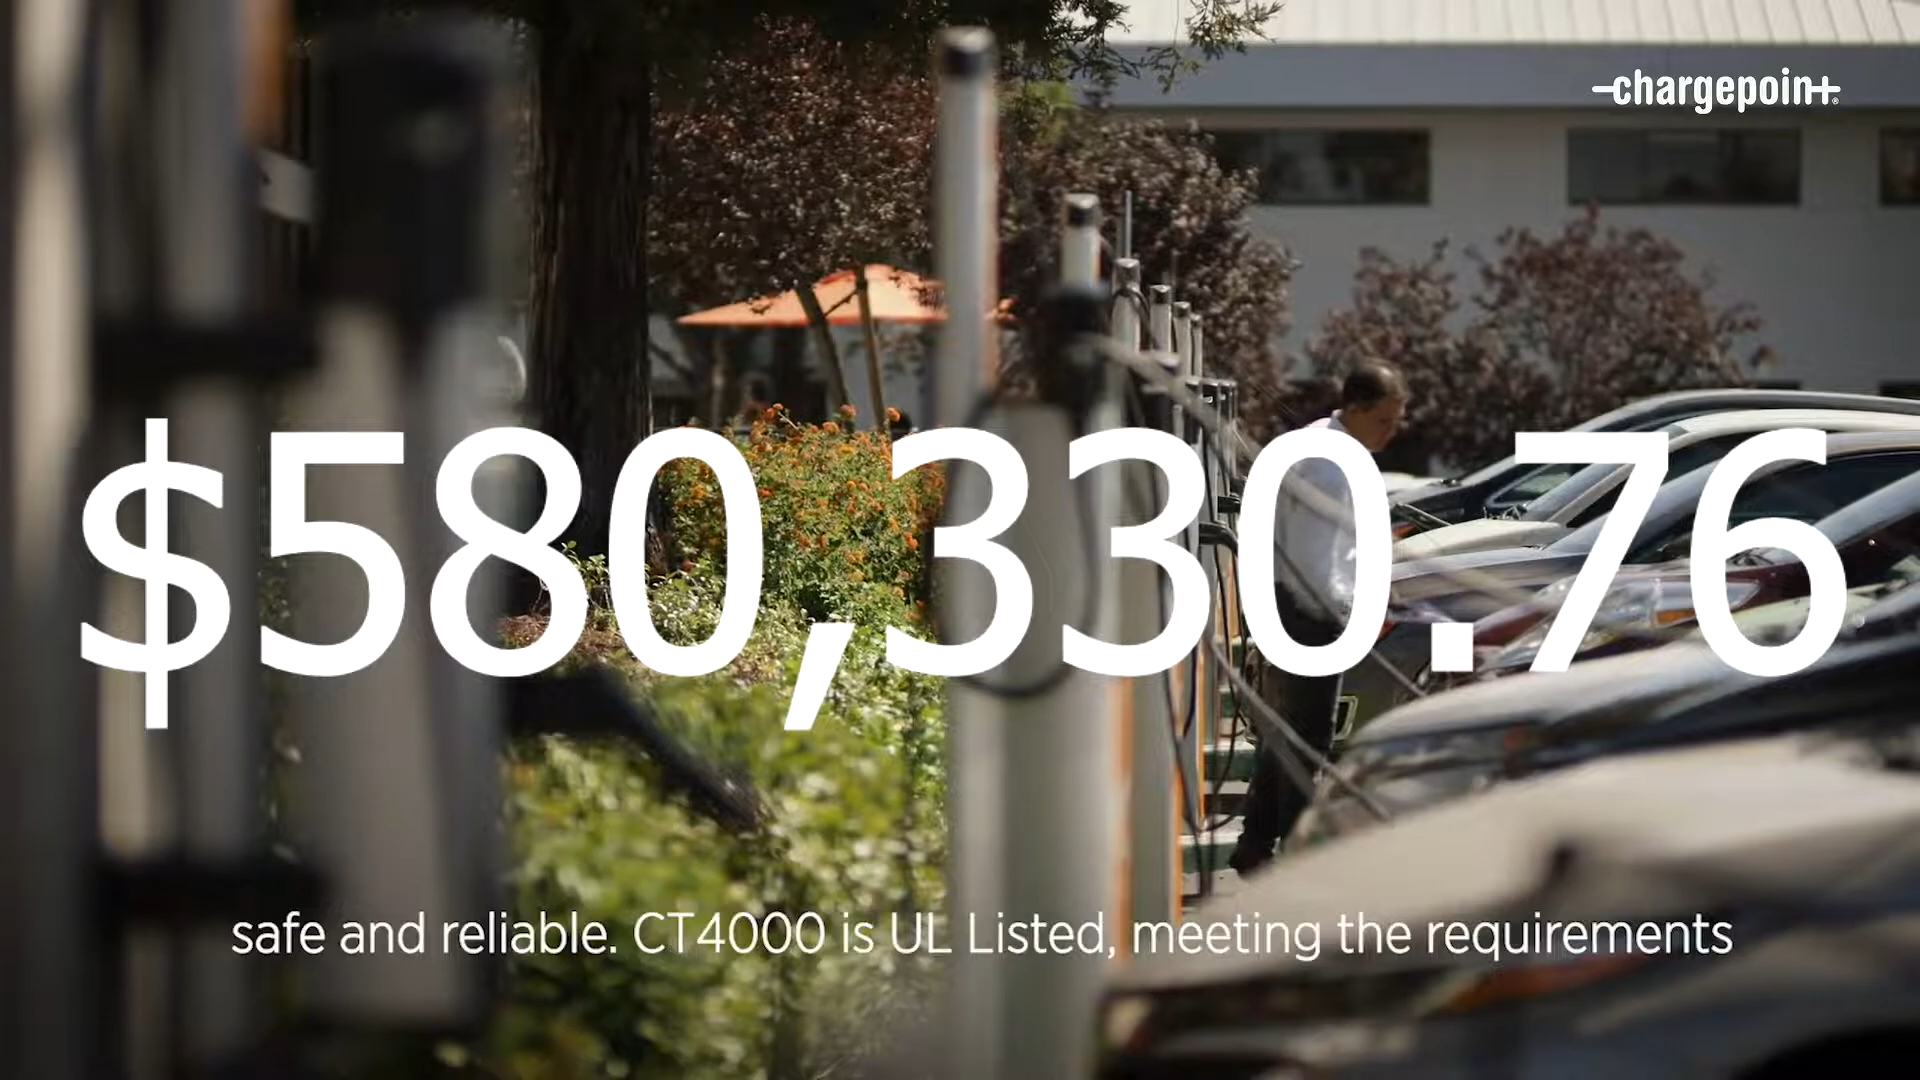 chargepoint
$580,330.76
safe and reliable. CT4000 is UL Listed, meeting the requirements